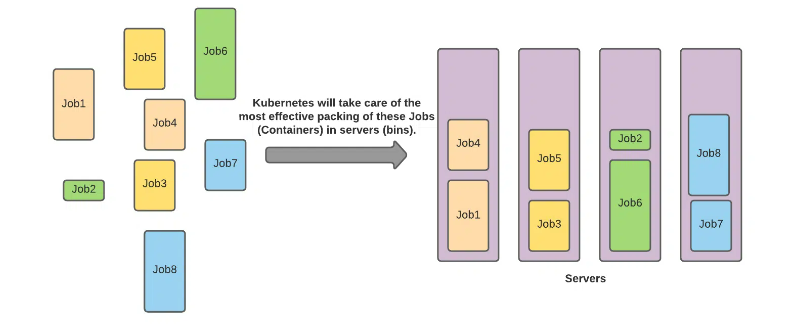 Job6
Job5
Job1
Job4
Job7
Job2
Job3
Job8
Kubernetes will take care of the
most effective packing of these Jobs
(Containers) in servers (bins).
Job4
Job1
Job5
Job3
Job2
Job6
Job8
Job7
Servers